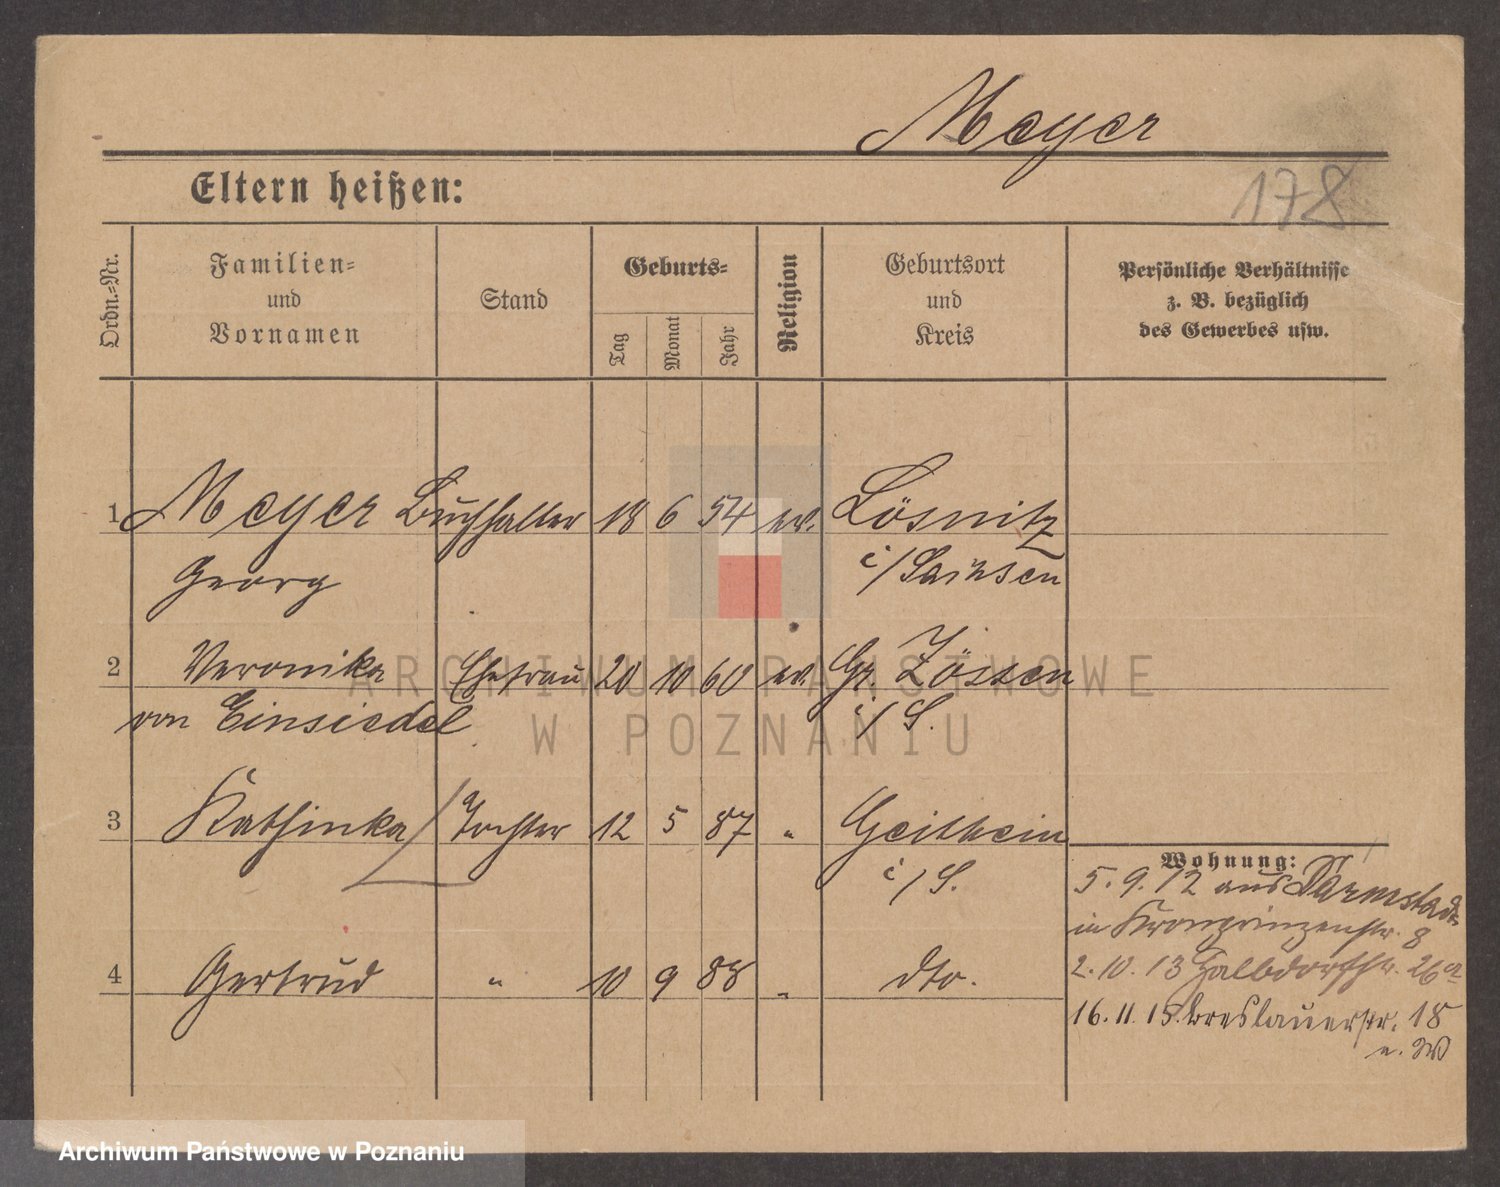 Meyer
Eltern heißen:
178
Ordn.=Nr.
Familien=
und
Vornamen
Stand
Geburts=
Tag
Monat
Jahr
Religion
Geburtsort
und
Kreis
Persönliche Verhältnisse
z. B. bezüglich
des Gewerbes usw.
1 Meyer Buchhalter 18 6 54 ev. Lösnitz
Georg i/Sachsen
2 Veronika Ehefrau 20 10 60 ev. Gr. Zössen
von Einsiedel i/S.
3 Kathinka Tochter 12 5 87 " Geithein
i/S.
Wohnung:
5.9.12 aus Darmstadt
in Kronprinzenstr. 8
4 Gertrud " 10 9 88 " dto.
2.10.13 Halbdorfstr. 26a
16.11.15. Breslauerstr. 18
ARCHIWUM PAŃSTWOWE
W POZNANIU
Archiwum Państwowe w Poznaniu